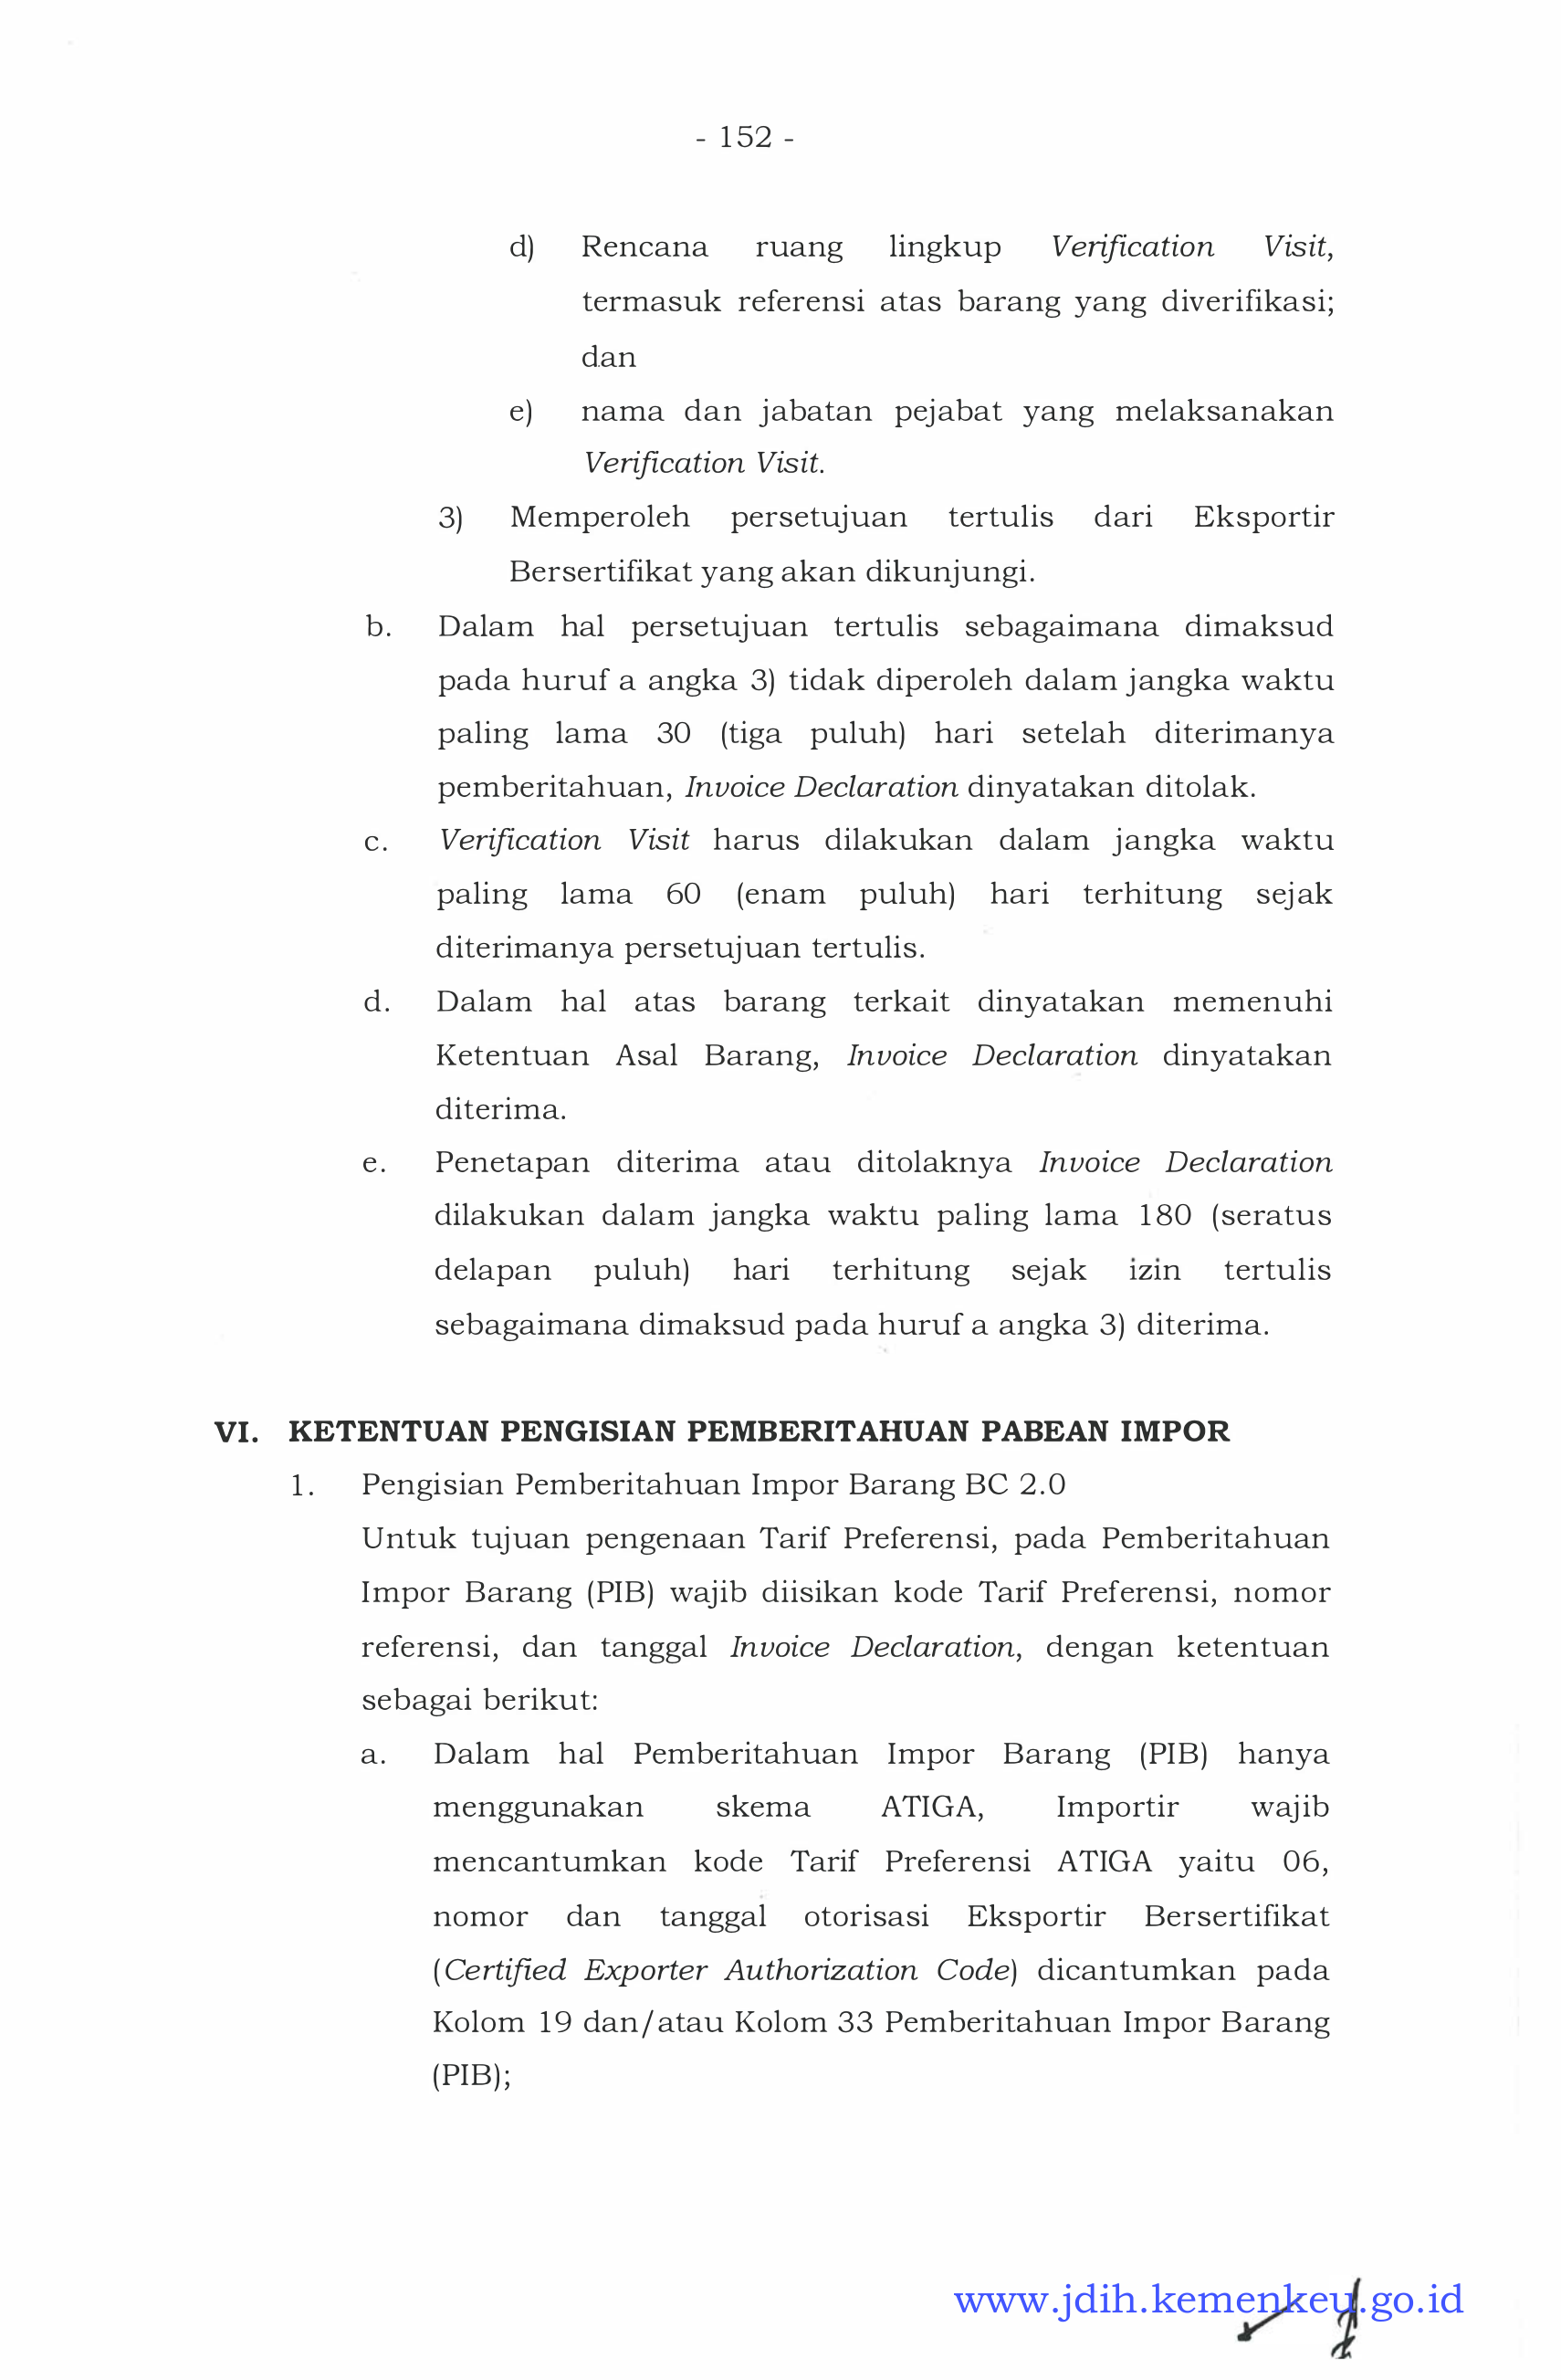 - 152 -
d) Rencana ruang lingkup Verification Visit,
termasuk referensi atas barang yang diverifikasi;
dan
e) nama dan jabatan pejabat yang melaksanakan
Verification Visit.
3) Memperoleh persetujuan tertulis dari Eksportir
Bersertifikat yang akan dikunjungi.
b. Dalam hal persetujuan tertulis sebagaimana dimaksud
pada huruf a angka 3) tidak diperoleh dalam jangka waktu
paling lama 30 (tiga puluh) hari setelah diterimanya
pemberitahuan, Invoice Declaration dinyatakan ditolak.
c. Verification Visit harus dilakukan dalam jangka waktu
paling lama 60 (enam puluh) hari terhitung sejak
diterimanya persetujuan tertulis.
d. Dalam hal atas barang terkait dinyatakan memenuhi
Ketentuan Asal Barang, Invoice Declaration dinyatakan
diterima.
e. Penetapan diterima atau ditolaknya Invoice Declaration
dilakukan dalam jangka waktu paling lama 180 (seratus
delapan puluh) hari terhitung sejak izin tertulis
sebagaimana dimaksud pada huruf a angka 3) diterima.
VI. KETENTUAN PENGISIAN PEMBERITAHUAN PABEAN IMPOR
1. Pengisian Pemberitahuan Impor Barang BC 2.0
Untuk tujuan pengenaan Tarif Preferensi, pada Pemberitahuan
Impor Barang (PIB) wajib diisikan kode Tarif Preferensi, nomor
referensi, dan tanggal Invoice Declaration, dengan ketentuan
sebagai berikut:
a. Dalam hal Pemberitahuan Impor Barang (PIB) hanya
menggunakan skema ATIGA, Importir wajib
mencantumkan kode Tarif Preferensi ATIGA yaitu 06,
nomor dan tanggal otorisasi Eksportir Bersertifikat
(Certified Exporter Authorization Code) dicantumkan pada
Kolom 19 dan/atau Kolom 33 Pemberitahuan Impor Barang
(PIB);
www.jdih.kemenkeu.go.id